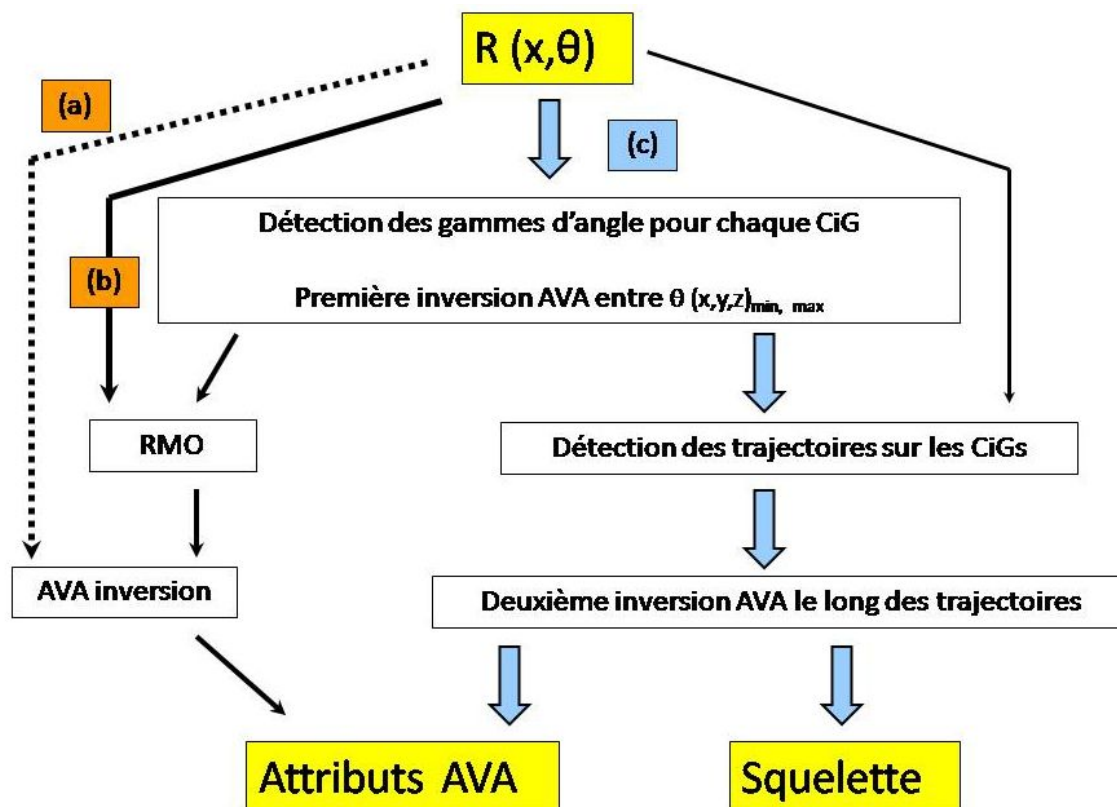 R (x,θ)
(a)
(c)
Détection des gammes d'angle pour chaque CiG
(b)
Première inversion AVA entre θ (x,y,z)min, max
RMO
Détection des trajectoires sur les CiGs
AVA inversion
Deuxième inversion AVA le long des trajectoires
Attributs AVA
Squelette